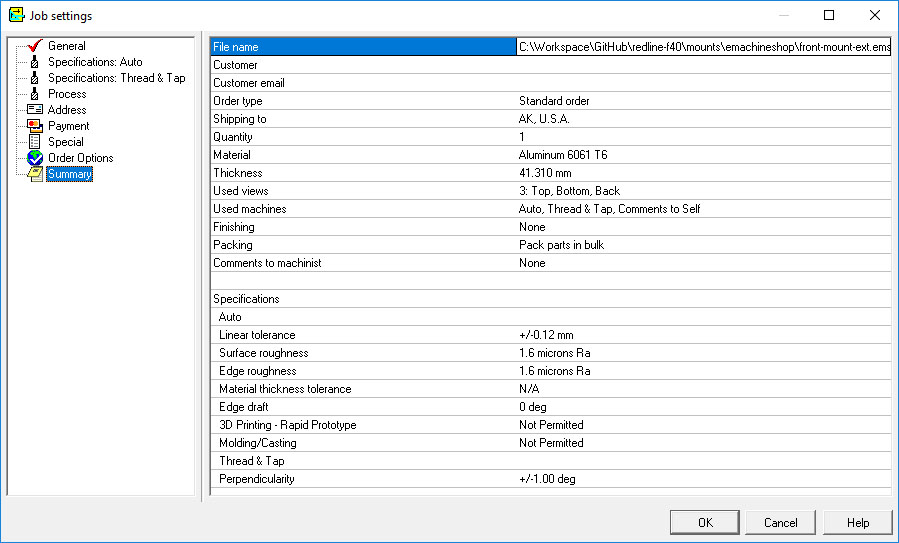 Job settings
General
Specifications: Auto
Specifications: Thread & Tap
Process
Address
Payment
Special
Order Options
Summary
File name C:\Workspace\GitHub\redline-f40\mounts\emachineshop\front-mount-ext.ems
Customer
Customer email
Order type Standard order
Shipping to AK, U.S.A.
Quantity 1
Material Aluminum 6061 T6
Thickness 41.310 mm
Used views 3: Top, Bottom, Back
Used machines Auto, Thread & Tap, Comments to Self
Finishing None
Packing Pack parts in bulk
Comments to machinist None
Specifications
Auto
Linear tolerance +/-0.12 mm
Surface roughness 1.6 microns Ra
Edge roughness 1.6 microns Ra
Material thickness tolerance N/A
Edge draft 0 deg
3D Printing - Rapid Prototype Not Permitted
Molding/Casting Not Permitted
Thread & Tap
Perpendicularity +/-1.00 deg
OK Cancel Help